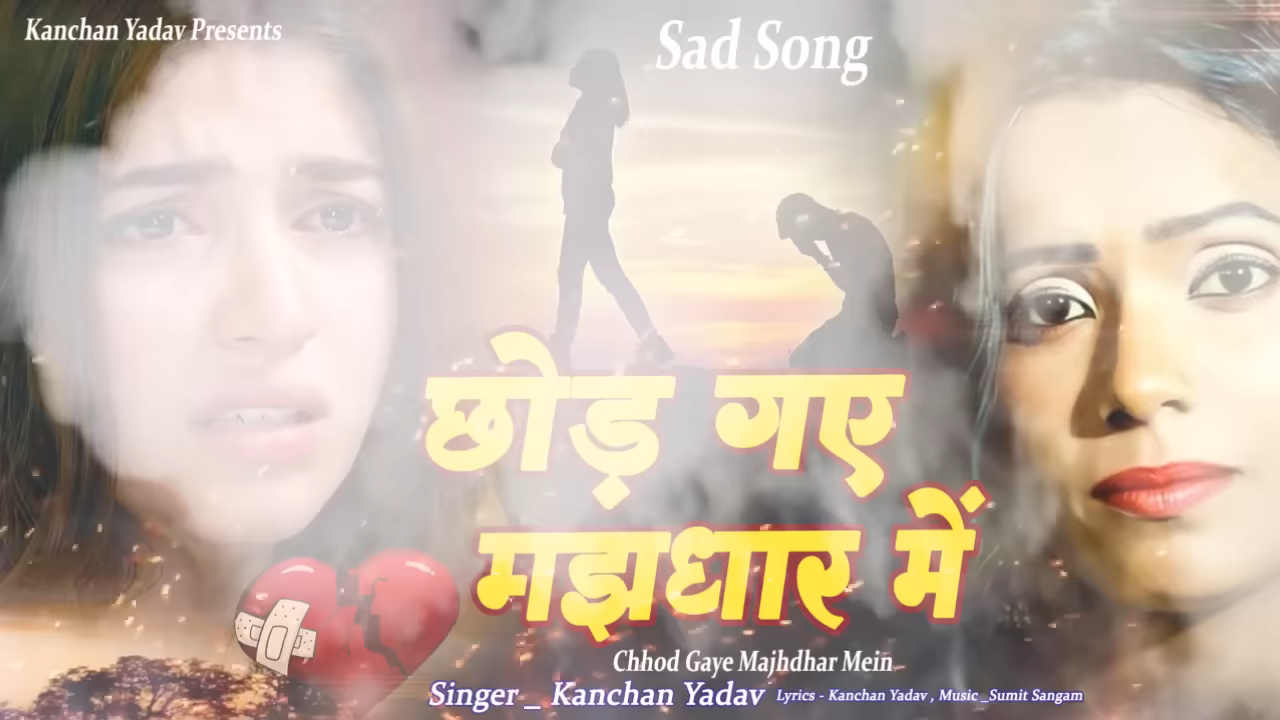 Kanchan Yadav Presents
Sad Song
छोड़ गए
मझधार में
Chhod Gaye Majhdhar Mein
Singer _ Kanchan Yadav Lyrics - Kanchan Yadav , Music _Sumit Sangam